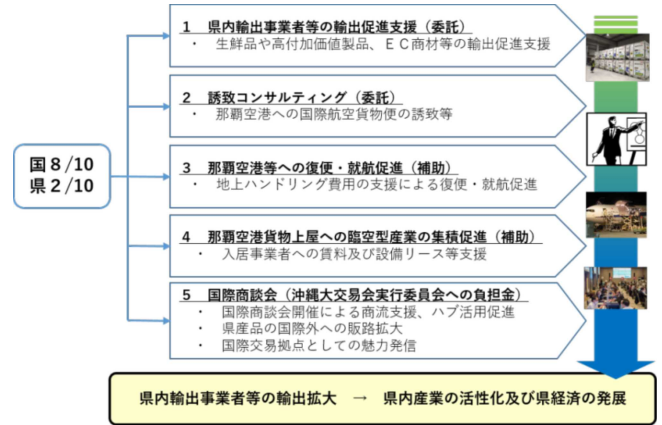 国８/10
県２/10
１　県内輸出事業者等の輸出促進支援（委託）
・　生鮮品や高付加価値製品、ＥＣ商材等の輸出促進支援
２　誘致コンサルティング（委託）
・　那覇空港への国際航空貨物便の誘致等
３　那覇空港等への復便・就航促進（補助）
・　地上ハンドリング費用の支援による復便・就航促進
４　那覇空港貨物上屋への臨空型産業の集積促進（補助）
・　入居事業者への賃料及び設備リース等支援
５　国際商談会（沖縄大交易会実行委員会への負担金）
・　国際商談会開催による商流支援、ハブ活用促進
・　県産品の国際外への販路拡大
・　国際交易拠点としての魅力発信
県内輸出事業者等の輸出拡大　→　県内産業の活性化及び県経済の発展